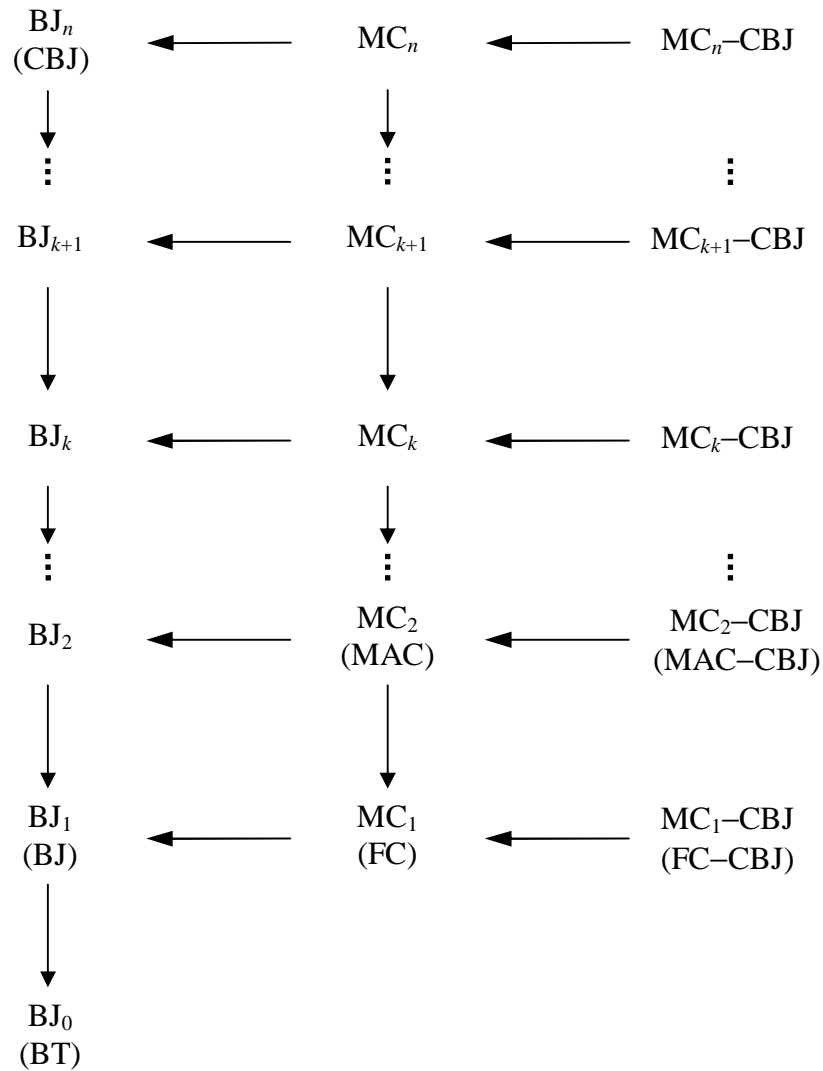 BJₙ MCₙ MCₙ–CBJ
(CBJ)
⋮ ⋮ ⋮
BJₖ₊₁ MCₖ₊₁ MCₖ₊₁–CBJ
BJₖ MCₖ MCₖ–CBJ
⋮ ⋮ ⋮
BJ₂ MC₂ MC₂–CBJ
(MAC) (MAC–CBJ)
BJ₁ MC₁ MC₁–CBJ
(BJ) (FC) (FC–CBJ)
BJ₀
(BT)